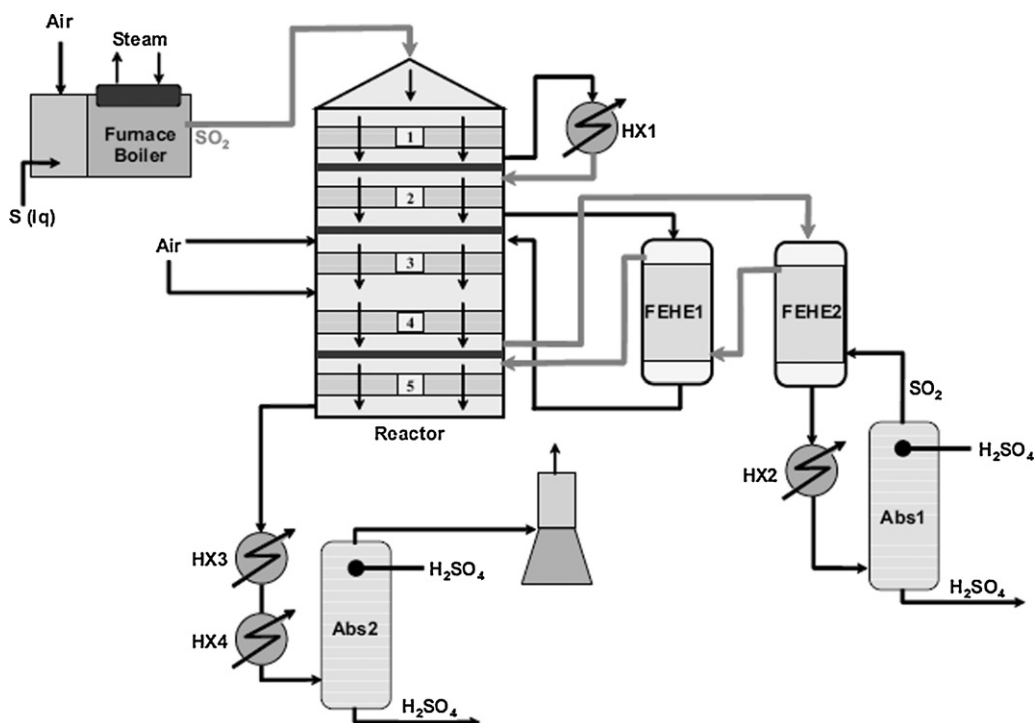 Air
Steam
Furnace
Boiler
SO₂
S (lq)
1
HX1
2
Air
3
FEHE1
FEHE2
4
5
SO₂
Reactor
H₂SO₄
HX2
Abs1
HX3
H₂SO₄
H₂SO₄
HX4
Abs2
H₂SO₄